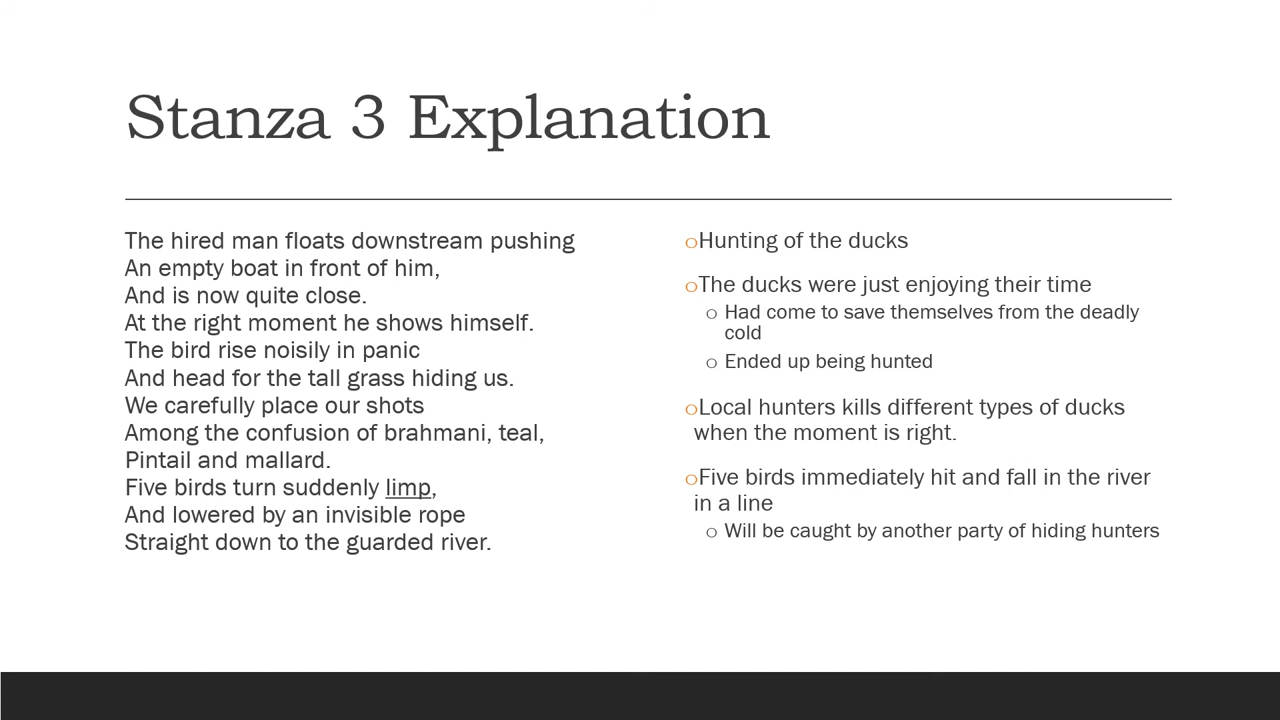 Stanza 3 Explanation
The hired man floats downstream pushing
An empty boat in front of him,
And is now quite close.
At the right moment he shows himself.
The bird rise noisily in panic
And head for the tall grass hiding us.
We carefully place our shots
Among the confusion of brahmani, teal,
Pintail and mallard.
Five birds turn suddenly limp,
And lowered by an invisible rope
Straight down to the guarded river.
Hunting of the ducks
The ducks were just enjoying their time
Had come to save themselves from the deadly
cold
Ended up being hunted
Local hunters kills different types of ducks
when the moment is right.
Five birds immediately hit and fall in the river
in a line
Will be caught by another party of hiding hunters